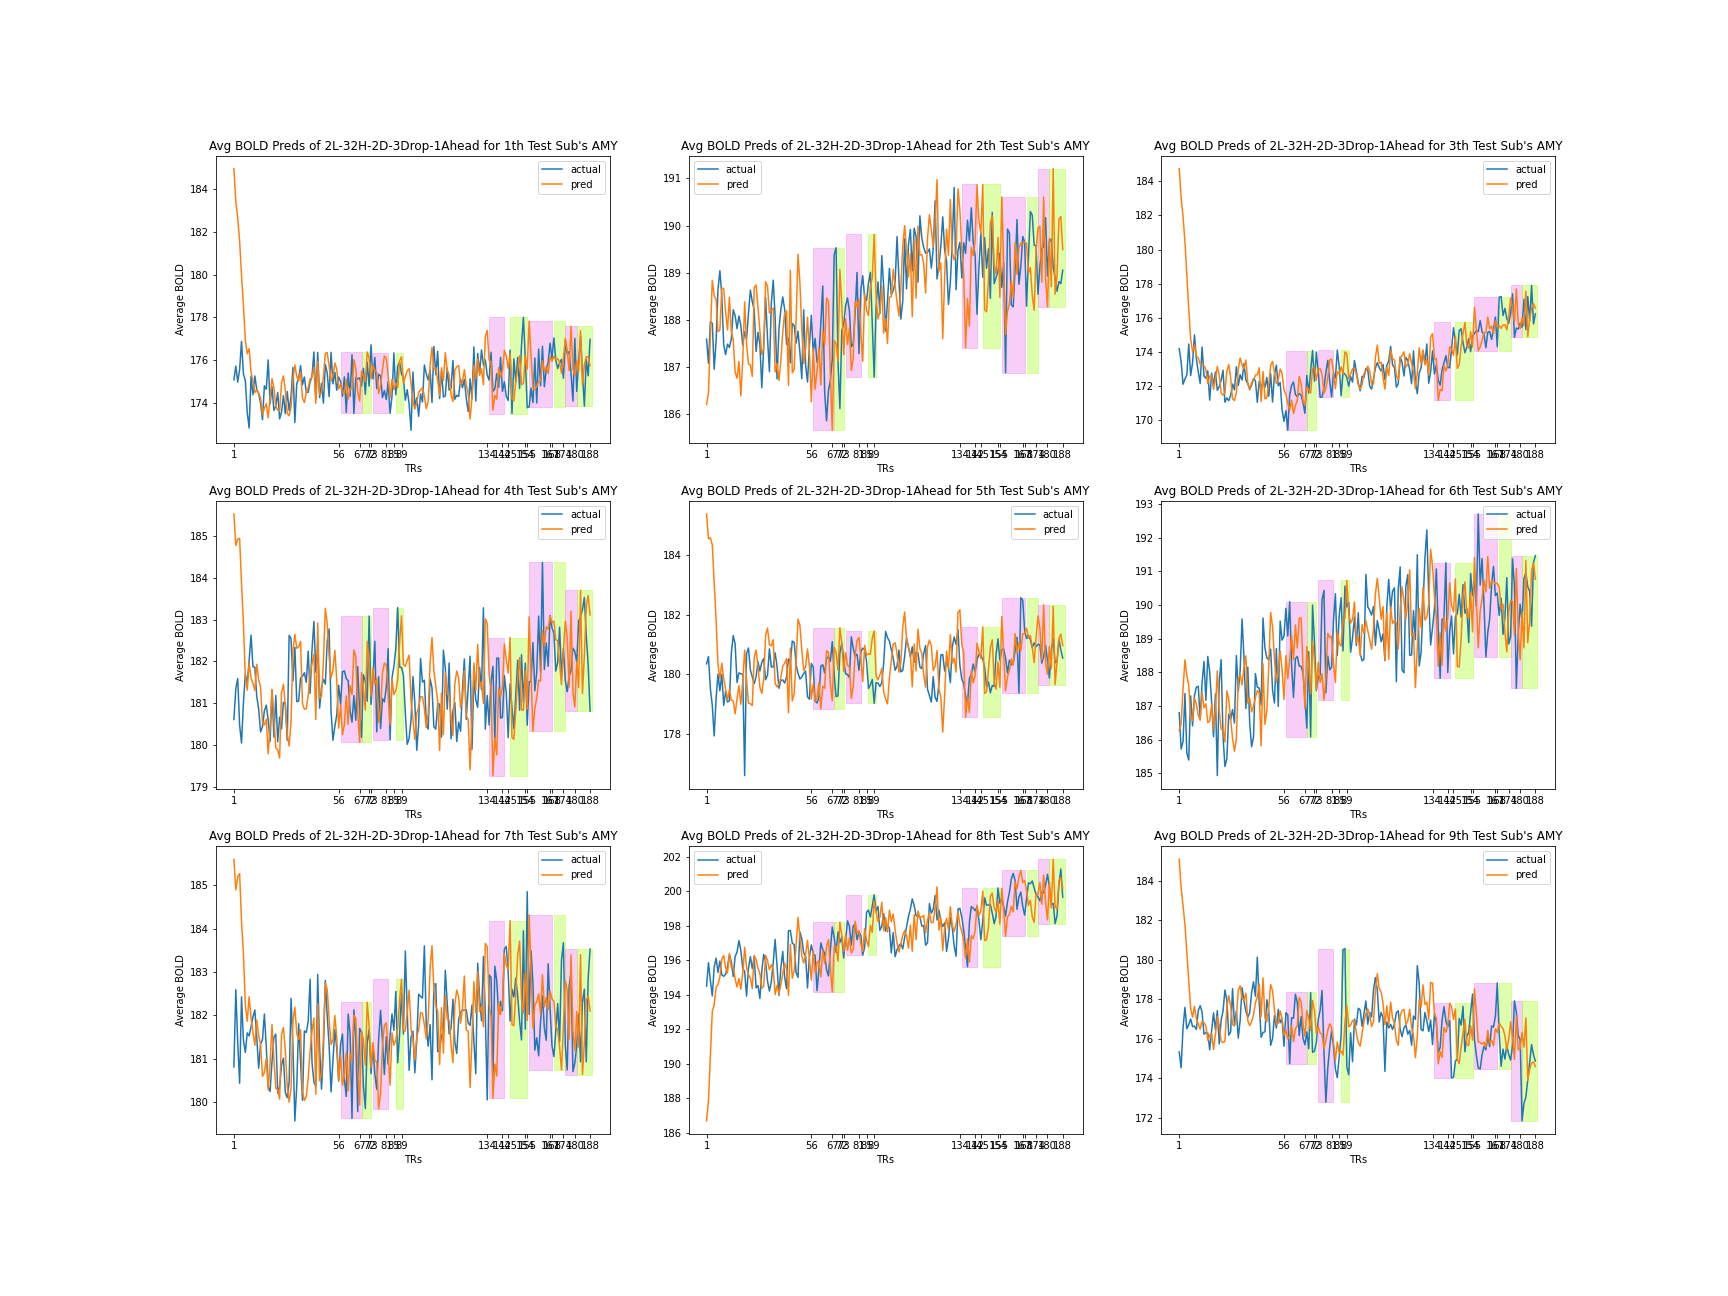 Avg BOLD Preds of 2L-32H-2D-3Drop-1Ahead for 1th Test Sub's AMY
Average BOLD
184
182
180
178
176
174
actual
pred
1
56
188
TRs
Avg BOLD Preds of 2L-32H-2D-3Drop-1Ahead for 2th Test Sub's AMY
Average BOLD
191
190
189
188
187
186
actual
pred
1
56
188
TRs
Avg BOLD Preds of 2L-32H-2D-3Drop-1Ahead for 3th Test Sub's AMY
Average BOLD
184
182
180
178
176
174
172
170
actual
pred
1
56
188
TRs
Avg BOLD Preds of 2L-32H-2D-3Drop-1Ahead for 4th Test Sub's AMY
Average BOLD
185
184
183
182
181
180
179
actual
pred
1
56
188
TRs
Avg BOLD Preds of 2L-32H-2D-3Drop-1Ahead for 5th Test Sub's AMY
Average BOLD
184
182
180
178
actual
pred
1
56
188
TRs
Avg BOLD Preds of 2L-32H-2D-3Drop-1Ahead for 6th Test Sub's AMY
Average BOLD
193
192
191
190
189
188
187
186
185
actual
pred
1
56
188
TRs
Avg BOLD Preds of 2L-32H-2D-3Drop-1Ahead for 7th Test Sub's AMY
Average BOLD
185
184
183
182
181
180
actual
pred
1
56
188
TRs
Avg BOLD Preds of 2L-32H-2D-3Drop-1Ahead for 8th Test Sub's AMY
Average BOLD
202
200
198
196
194
192
190
188
186
actual
pred
1
56
188
TRs
Avg BOLD Preds of 2L-32H-2D-3Drop-1Ahead for 9th Test Sub's AMY
Average BOLD
184
182
180
178
176
174
172
actual
pred
1
56
188
TRs